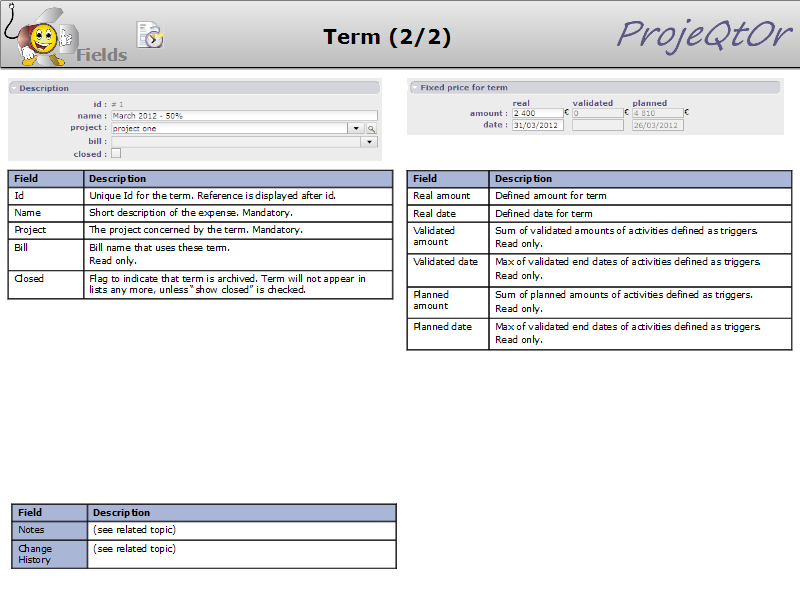 Fields
Term (2/2)
ProjeQtOr
Description
id : # 1
name : March 2012 - 50%
project : project one
bill :
closed :
Field Description
Id Unique Id for the term. Reference is displayed after id.
Name Short description of the expense. Mandatory.
Project The project concerned by the term. Mandatory.
Bill Bill name that uses these term.
Read only.
Closed Flag to indicate that term is archived. Term will not appear in
lists any more, unless “show closed” is checked.
Fixed price for term
real validated planned
amount : 2 400 € 0 € 4 810 €
date : 31/03/2012 26/03/2012
Field Description
Real amount Defined amount for term
Real date Defined date for term
Validated Sum of validated amounts of activities defined as triggers.
amount Read only.
Validated date Max of validated end dates of activities defined as triggers.
Read only.
Planned Sum of planned amounts of activities defined as triggers.
amount Read only.
Planned date Max of validated end dates of activities defined as triggers.
Read only.
Field Description
Notes (see related topic)
Change (see related topic)
History